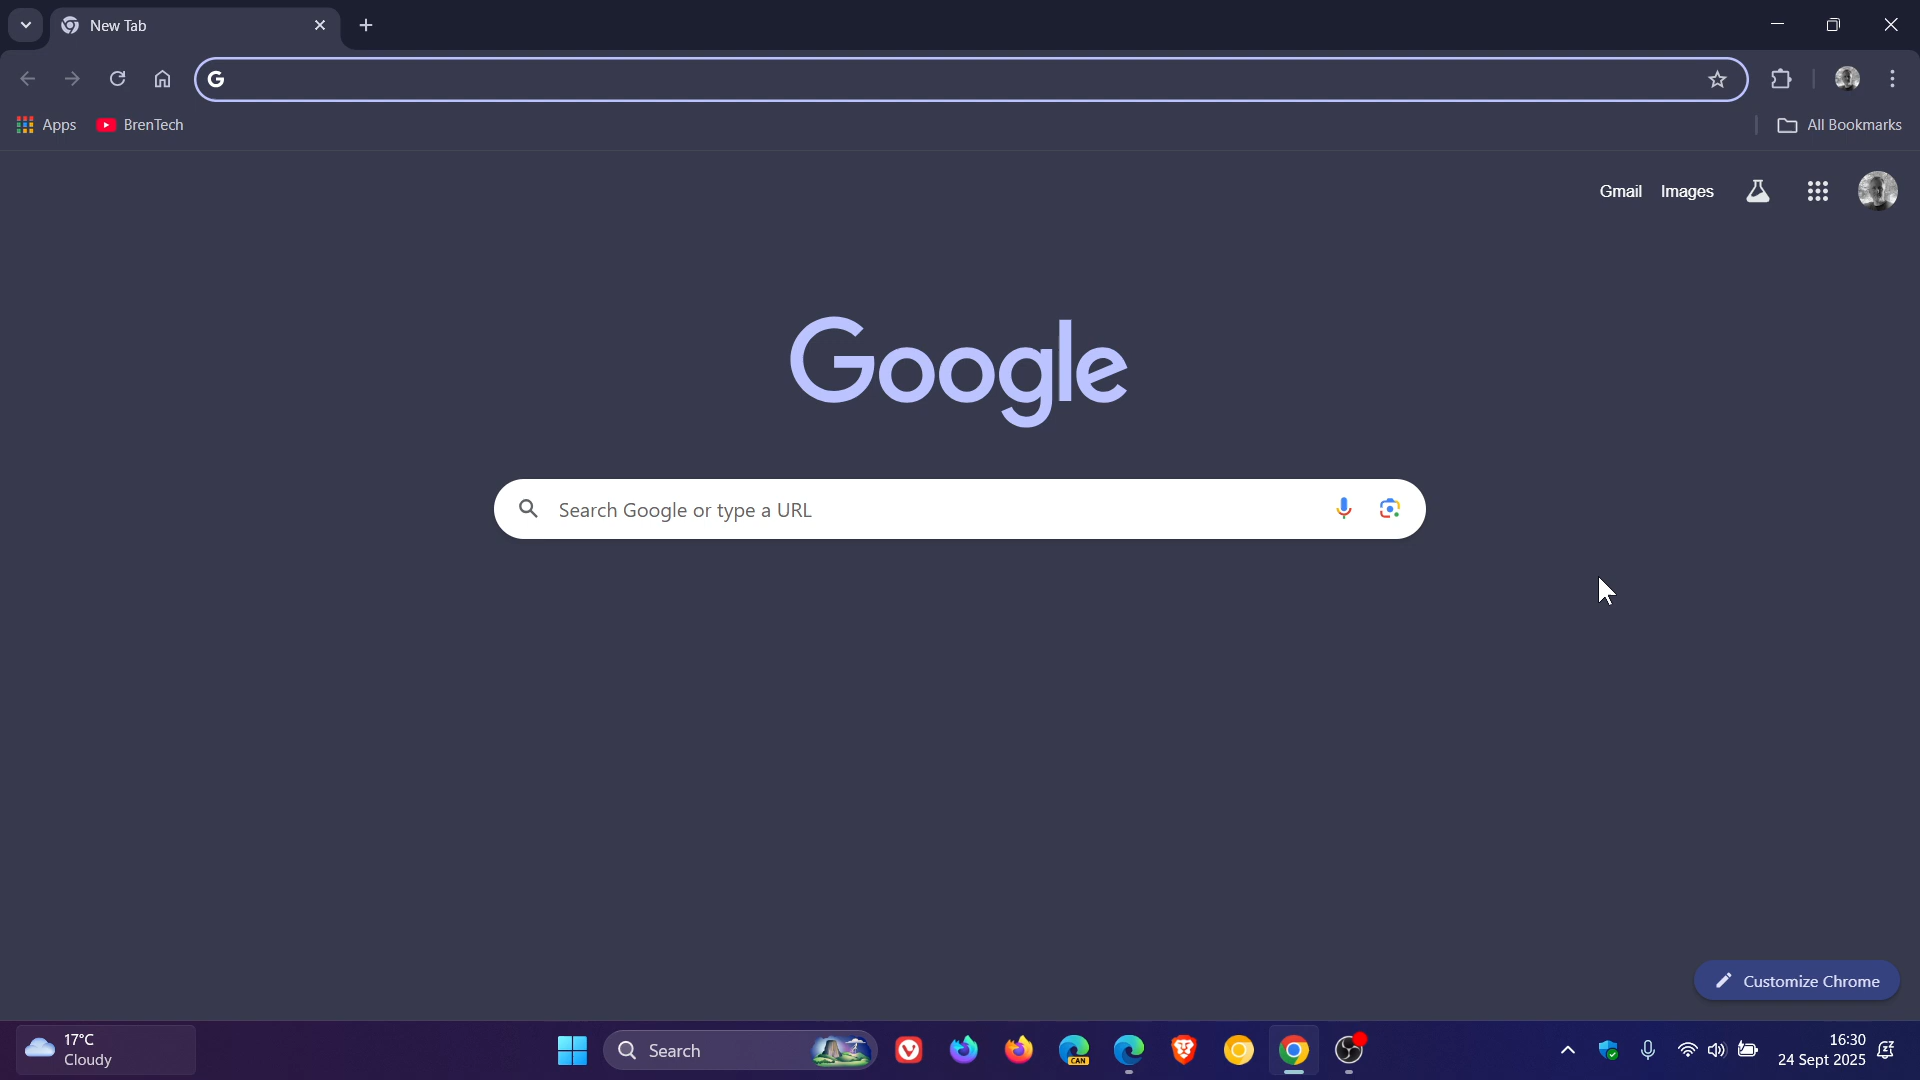 New Tab
Apps
BrenTech
All Bookmarks
Gmail
Images
Google
Search Google or type a URL
Customize Chrome
17°C
Cloudy
Search
CAN
16:30
24 Sept 2025